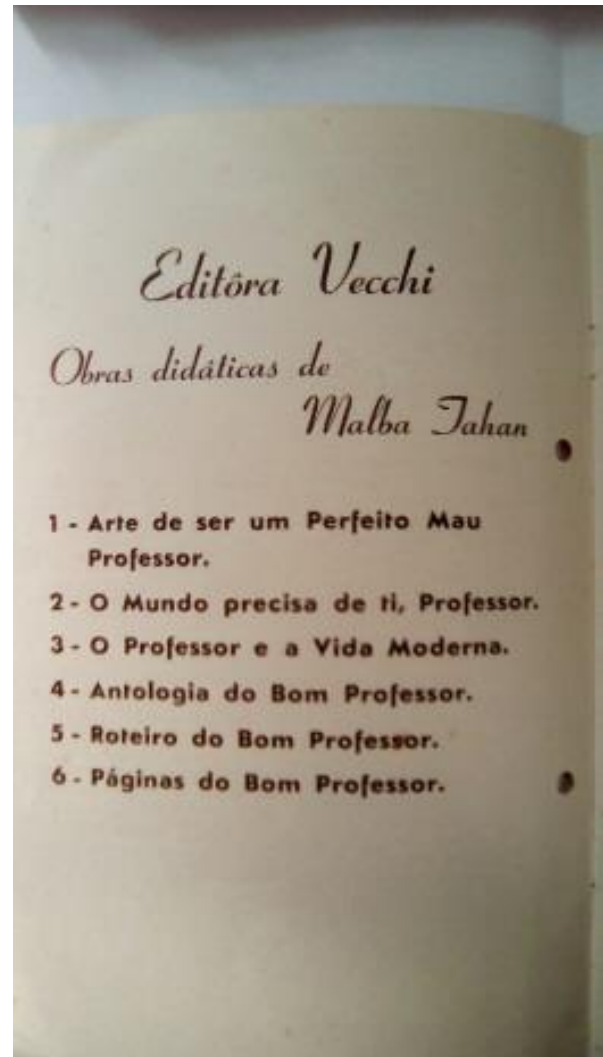 Editôra Vecchi
Obras didáticas de
Malba Tahan
1 - Arte de ser um Perfeito Mau
Professor.
2 - O Mundo precisa de ti, Professor.
3 - O Professor e a Vida Moderna.
4 - Antologia do Bom Professor.
5 - Roteiro do Bom Professor.
6 - Páginas do Bom Professor.